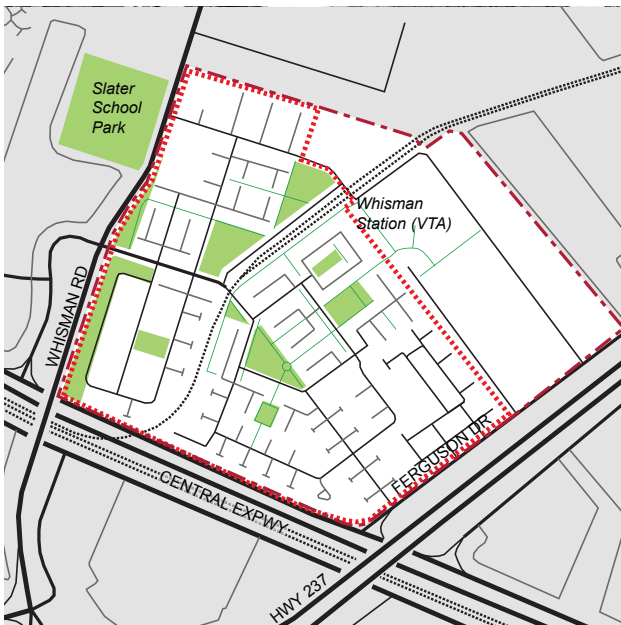 Slater
School
Park
Whisman
Station (VTA)
WHISMAN RD
FERGUSON DR
CENTRAL EXPWY
HWY 237